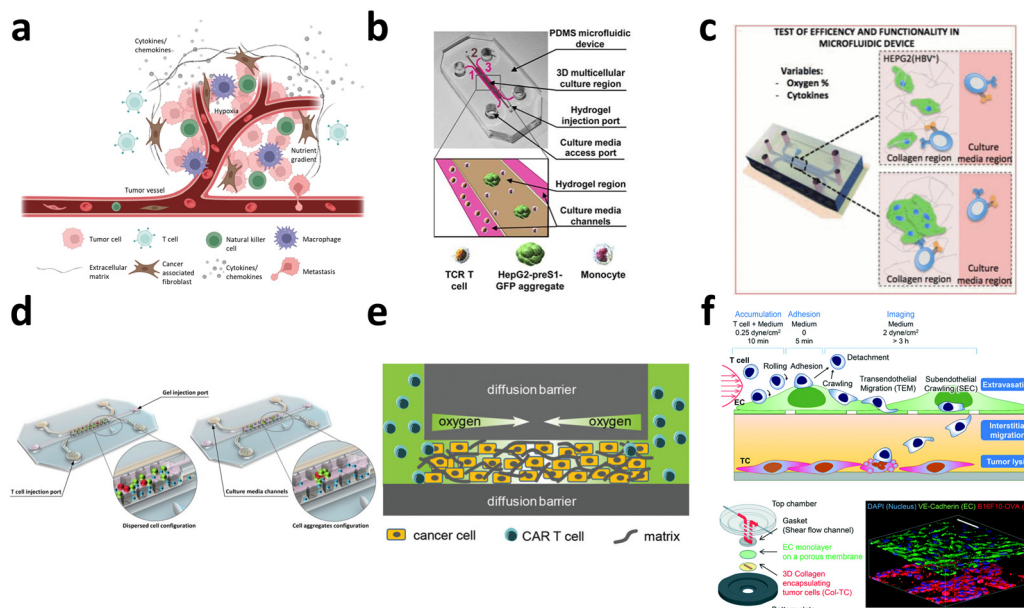 a
Cytokines/
chemokines
Hypoxia
Nutrient
gradient
Tumor vessel
Tumor cell
T cell
Natural killer
cell
Macrophage
Extracellular
matrix
Cancer
associated
fibroblast
Cytokines/
chemokines
Metastasis
b
PDMS microfluidic
device
2
3
1
3D multicellular
culture region
Hydrogel
injection port
Culture media
access port
Hydrogel region
Culture media
channels
TCR T
cell
HepG2-preS1-
GFP aggregate
Monocyte
c
TEST OF EFFICENCY AND FUNCTIONALITY IN
MICROFLUIDIC DEVICE
Variables:
- Oxygen %
- Cytokines
HEPG2(HBV+)
Collagen region
Culture
media region
Collagen region
Culture
media region
d
Gel injection port
T cell injection port
Culture media channels
Dispersed cell configuration
Cell aggregates configuration
e
diffusion barrier
oxygen
oxygen
diffusion barrier
cancer cell
CAR T cell
matrix
f
Accumulation
T cell + Medium
0.25 dyne/cm²
10 min
Adhesion
Medium
0
5 min
Imaging
Medium
2 dyne/cm²
> 3 h
T cell
Rolling
Adhesion
Detachment
Crawling
Transendothelial
Migration (TEM)
Subendothelial
Crawling (SEC)
EC
Extravasati
Interstitia
migration
TC
Tumor lysi
Top chamber
Gasket
(Shear flow channel)
EC monolayer
on a porous membrane
3D Collagen
encapsulating
tumor cells (Col-TC)
DAPI (Nucleus) VE-Cadherin (EC) B16F10-OVA